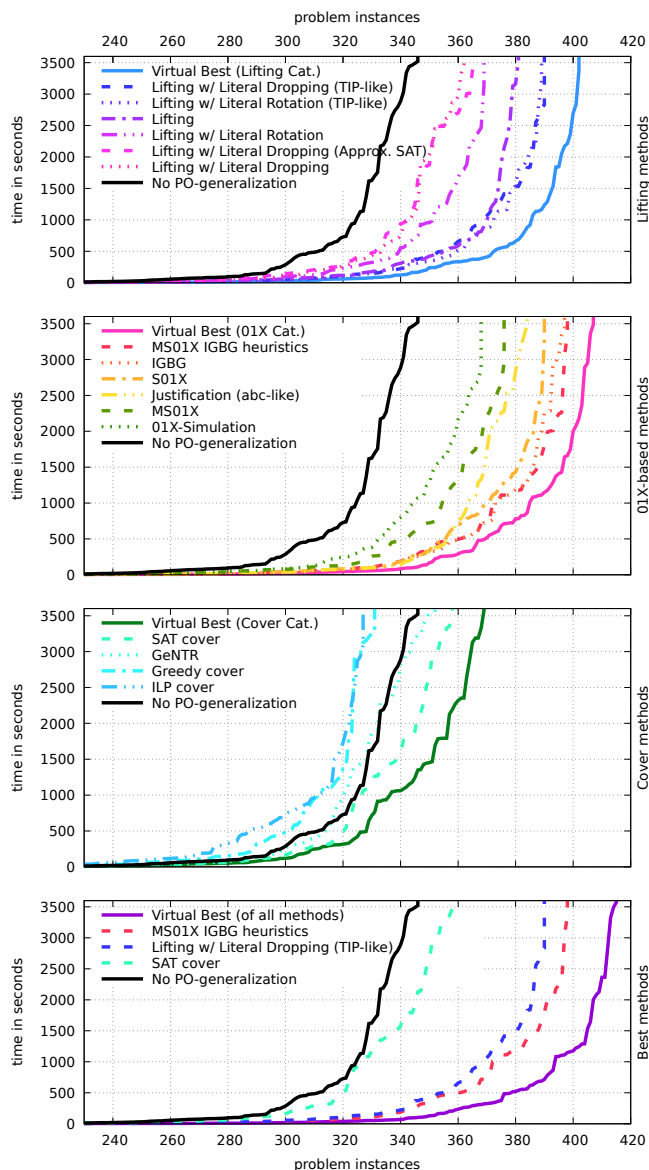 problem instances
240 260 280 300 320 340 360 380 400 420
3500
3000
2500
2000
1500
1000
500
0
time in seconds
Virtual Best (Lifting Cat.)
Lifting w/ Literal Dropping (TIP-like)
Lifting w/ Literal Rotation (TIP-like)
Lifting
Lifting w/ Literal Rotation
Lifting w/ Literal Dropping (Approx. SAT)
Lifting w/ Literal Dropping
No PO-generalization
Lifting methods
3500
3000
2500
2000
1500
1000
500
0
time in seconds
Virtual Best (01X Cat.)
MS01X IGBG heuristics
IGBG
S01X
Justification (abc-like)
MS01X
01X-Simulation
No PO-generalization
01X-based methods
3500
3000
2500
2000
1500
1000
500
0
time in seconds
Virtual Best (Cover Cat.)
SAT cover
GeNTR
Greedy cover
ILP cover
No PO-generalization
Cover methods
3500
3000
2500
2000
1500
1000
500
0
time in seconds
Virtual Best (of all methods)
MS01X IGBG heuristics
Lifting w/ Literal Dropping (TIP-like)
SAT cover
No PO-generalization
Best methods
240 260 280 300 320 340 360 380 400 420
problem instances